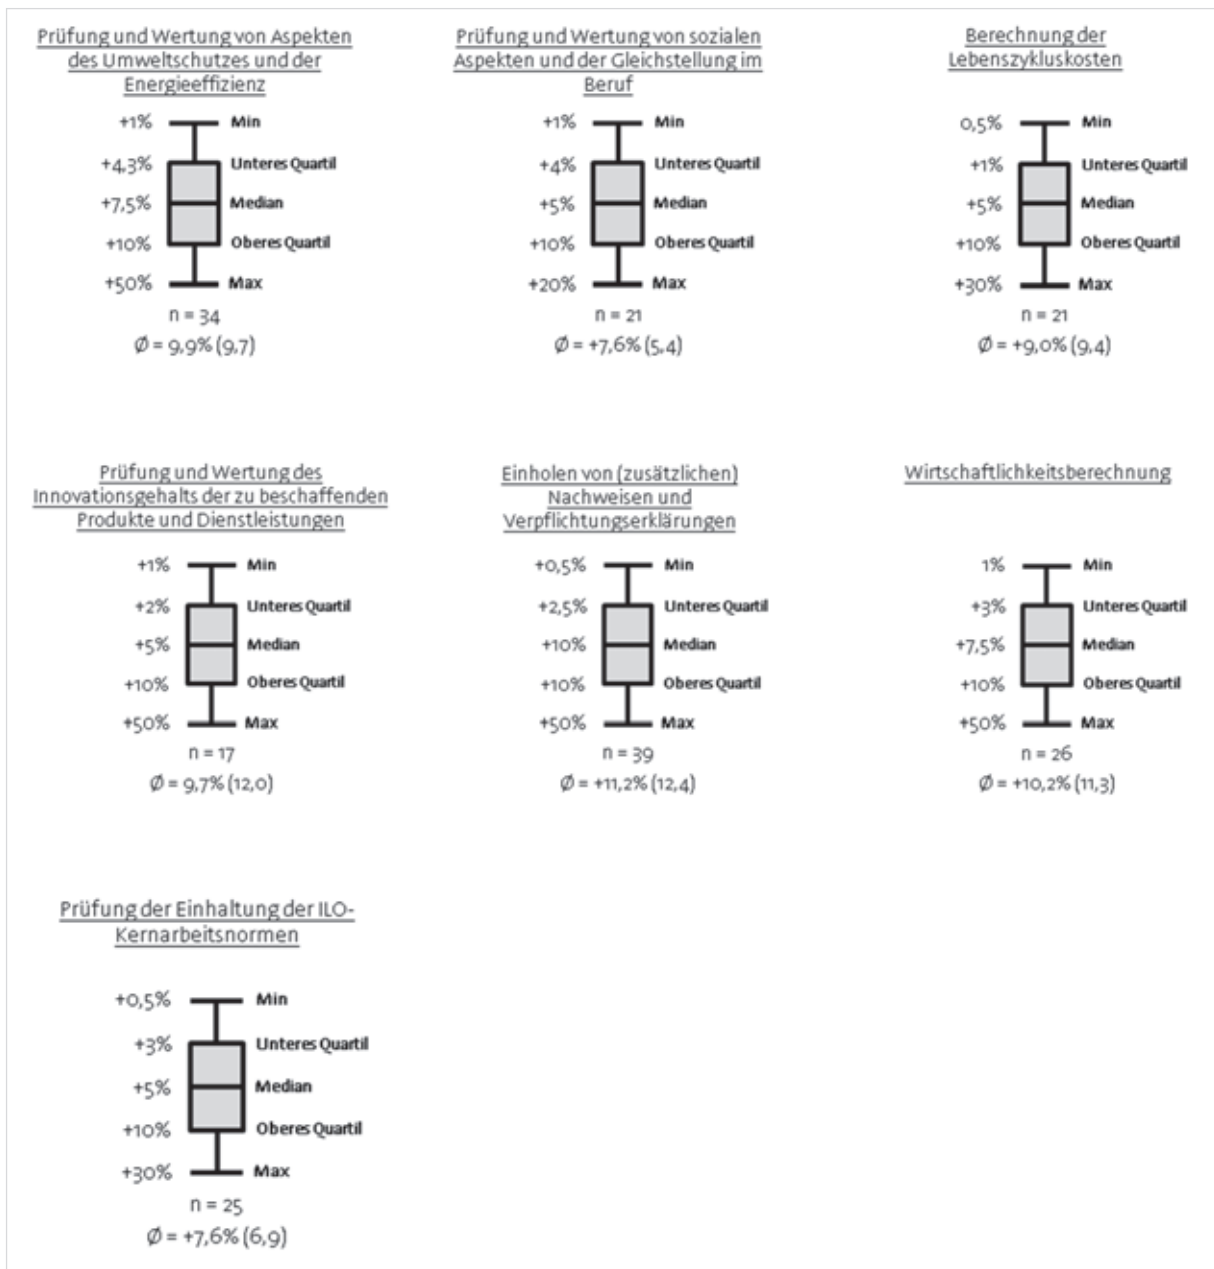 Prüfung und Wertung von Aspekten
des Umweltschutzes und der
Energieeffizienz
+1% Min
+4,3% Unteres Quartil
+7,5% Median
+10% Oberes Quartil
+50% Max
n = 34
Ø = 9,9% (9,7)
Prüfung und Wertung von sozialen
Aspekten und der Gleichstellung im
Beruf
+1% Min
+4% Unteres Quartil
+5% Median
+10% Oberes Quartil
+20% Max
n = 21
Ø = +7,6% (5,4)
Berechnung der
Lebenszykluskosten
0,5% Min
+1% Unteres Quartil
+5% Median
+10% Oberes Quartil
+30% Max
n = 21
Ø = +9,0% (9,4)
Prüfung und Wertung des
Innovationsgehalts der zu beschaffenden
Produkte und Dienstleistungen
+1% Min
+2% Unteres Quartil
+5% Median
+10% Oberes Quartil
+50% Max
n = 17
Ø = 9,7% (12,0)
Einholen von (zusätzlichen)
Nachweisen und
Verpflichtungserklärungen
+0,5% Min
+2,5% Unteres Quartil
+10% Median
+10% Oberes Quartil
+50% Max
n = 39
Ø = +11,2% (12,4)
Wirtschaftlichkeitsberechnung
1% Min
+3% Unteres Quartil
+7,5% Median
+10% Oberes Quartil
+50% Max
n = 26
Ø = +10,2% (11,3)
Prüfung der Einhaltung der ILO-
Kernarbeitsnormen
+0,5% Min
+3% Unteres Quartil
+5% Median
+10% Oberes Quartil
+30% Max
n = 25
Ø = +7,6% (6,9)